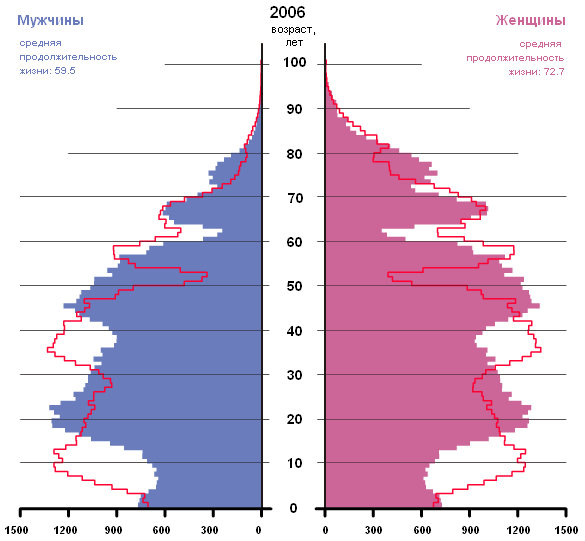 2006
Мужчины
возраст,
лет
Женщины
средняя
продолжительность
жизни: 59.5
средняя
продолжительность
жизни: 72.7
100
90
80
70
60
50
40
30
20
10
0
1500 1200 900 600 300 0
0 300 600 900 1200 1500